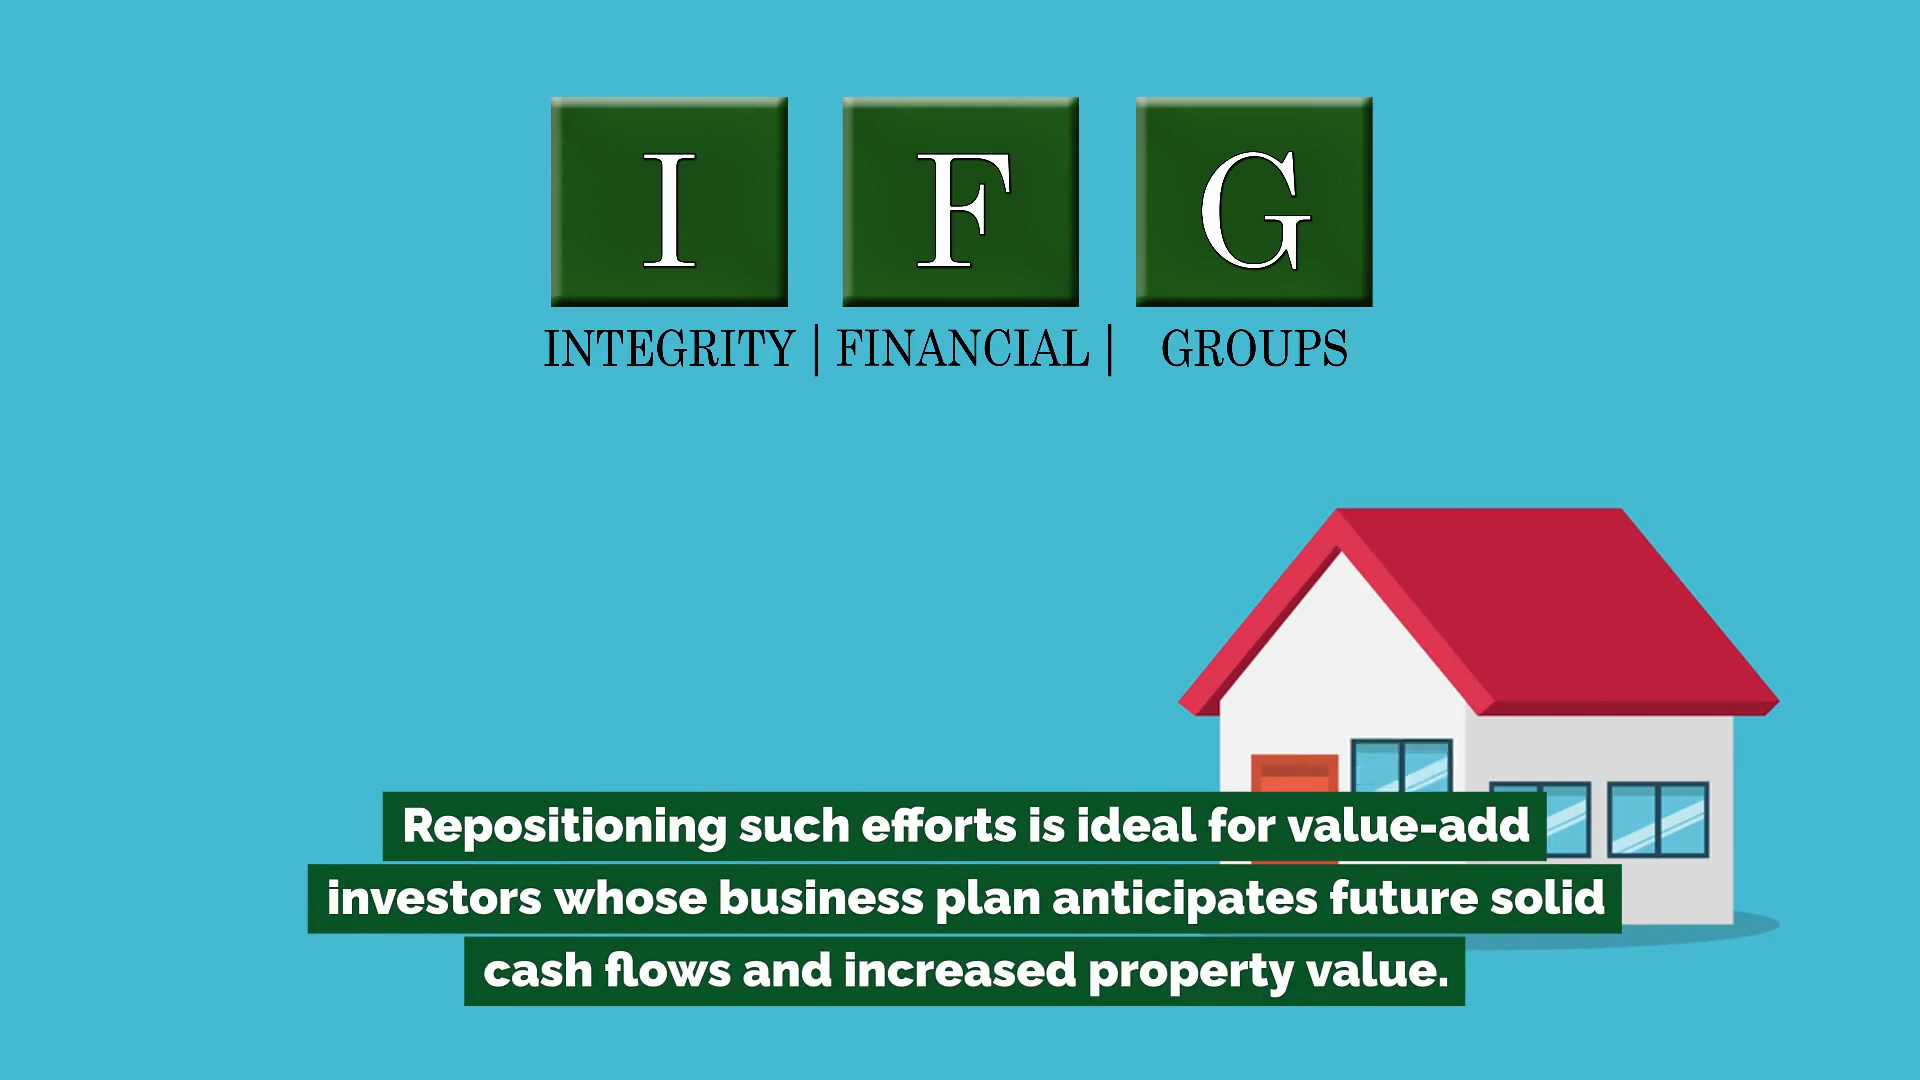 I F G
INTEGRITY | FINANCIAL | GROUPS
Repositioning such efforts is ideal for value-add
investors whose business plan anticipates future solid
cash flows and increased property value.